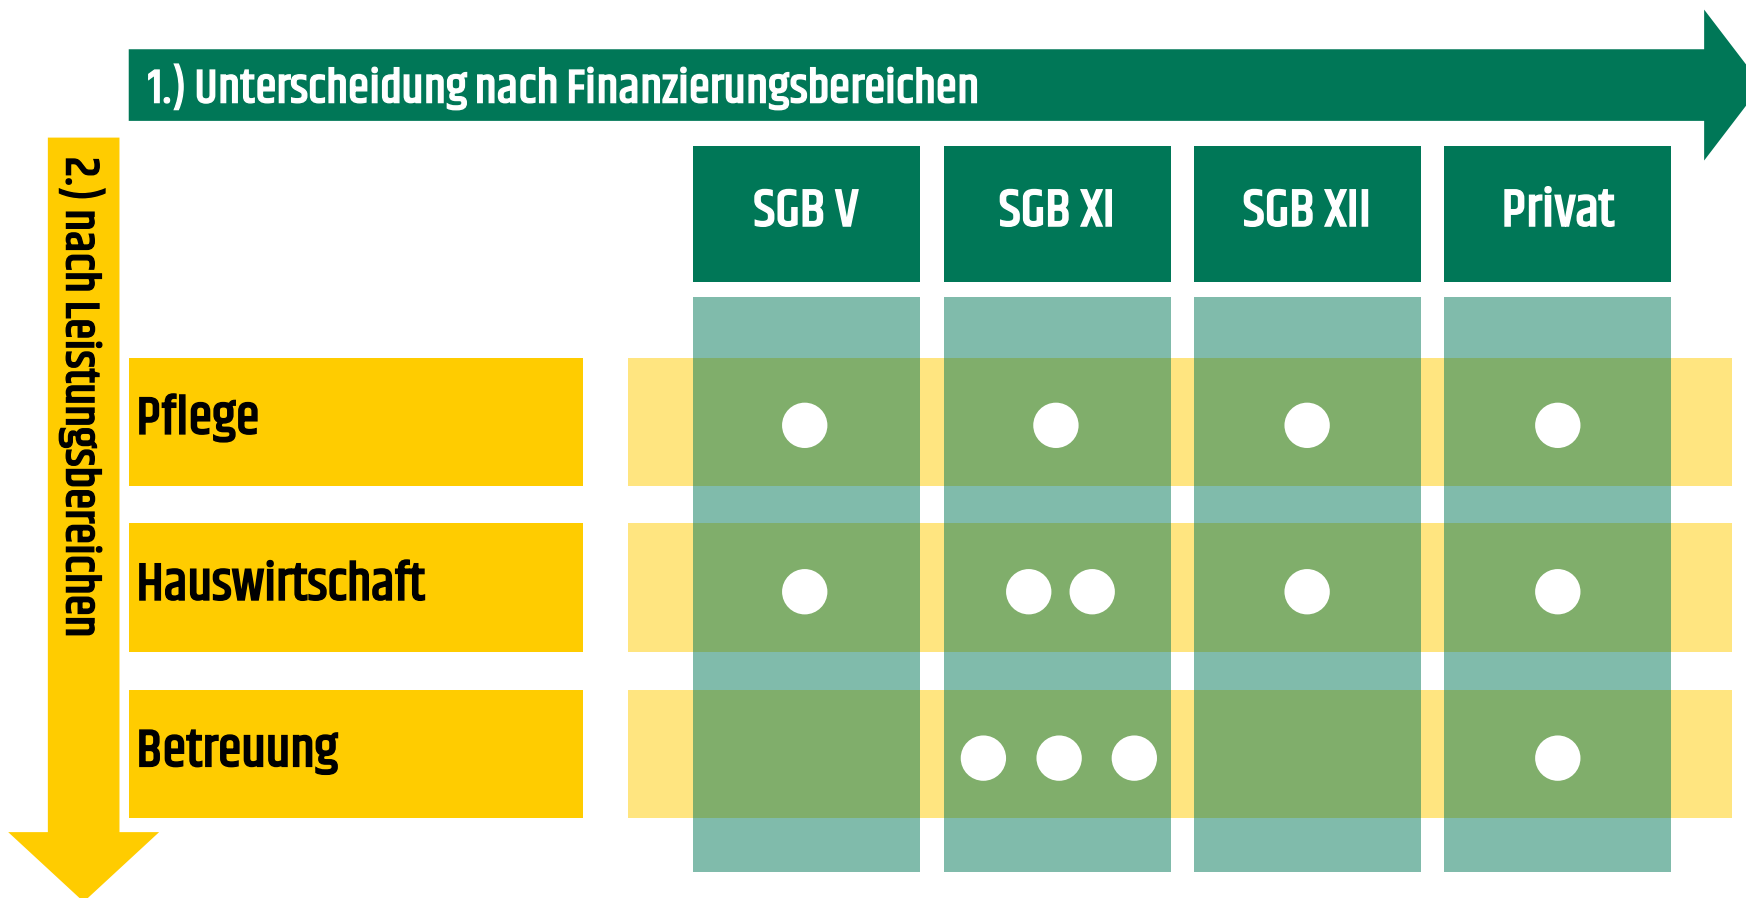 1.) Unterscheidung nach Finanzierungsbereichen
2.) nach Leistungsbereichen
SGB V
SGB XI
SGB XII
Privat
Pflege
Hauswirtschaft
Betreuung